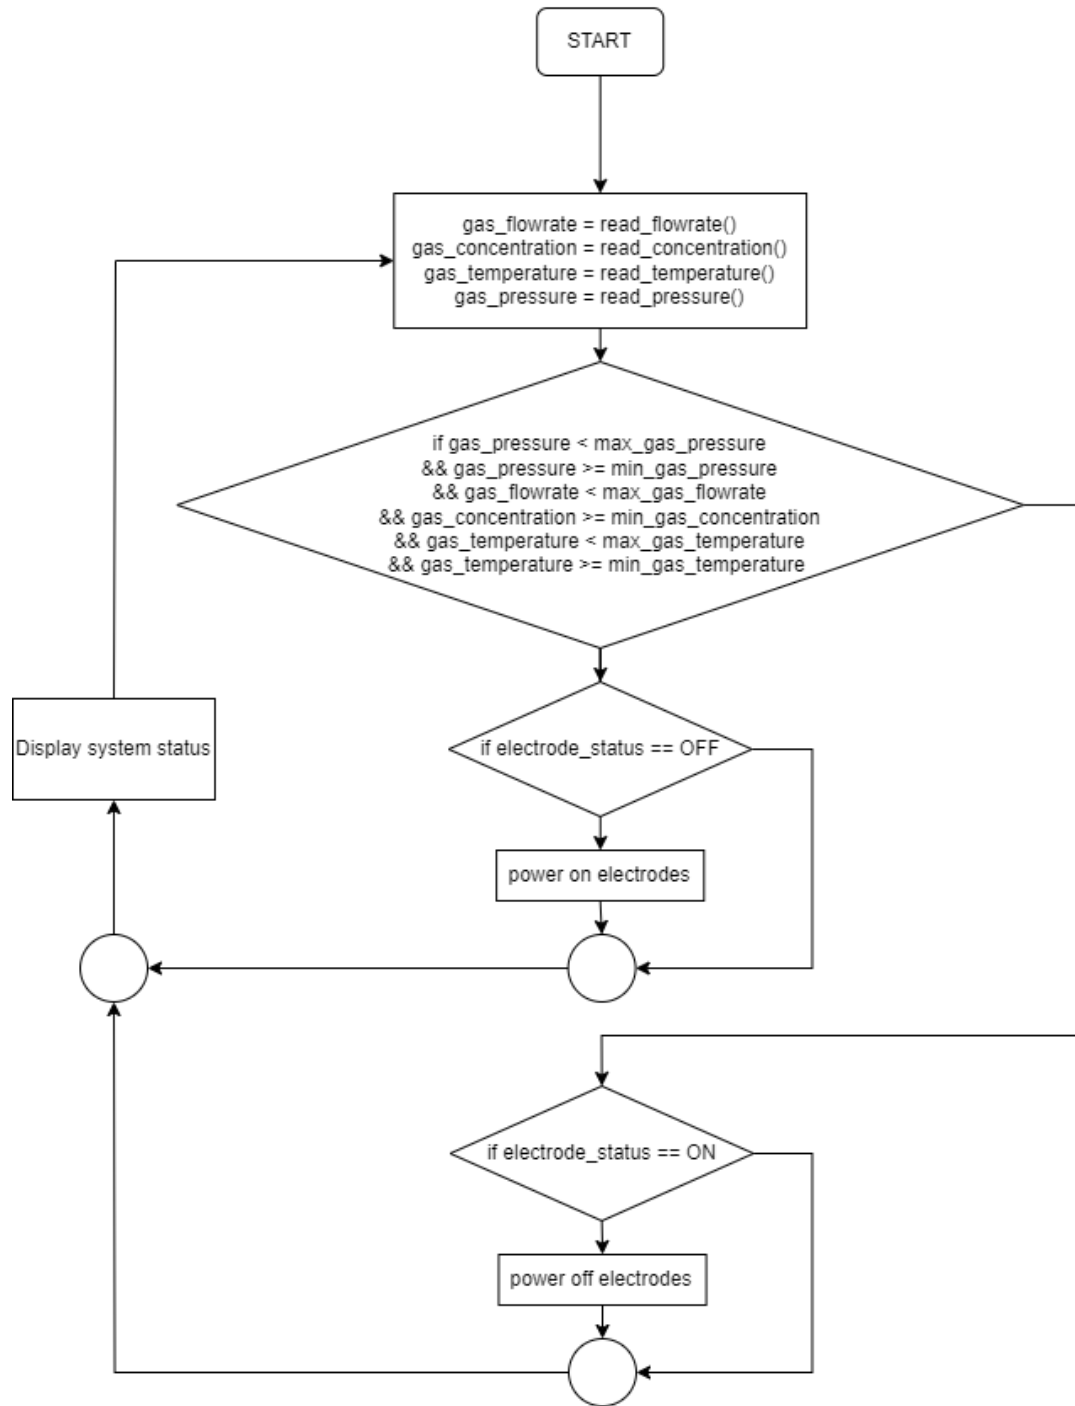 START
gas_flowrate = read_flowrate()
gas_concentration = read_concentration()
gas_temperature = read_temperature()
gas_pressure = read_pressure()
if gas_pressure < max_gas_pressure
&& gas_pressure >= min_gas_pressure
&& gas_flowrate < max_gas_flowrate
&& gas_concentration >= min_gas_concentration
&& gas_temperature < max_gas_temperature
&& gas_temperature >= min_gas_temperature
Display system status
if electrode_status == OFF
power on electrodes
if electrode_status == ON
power off electrodes